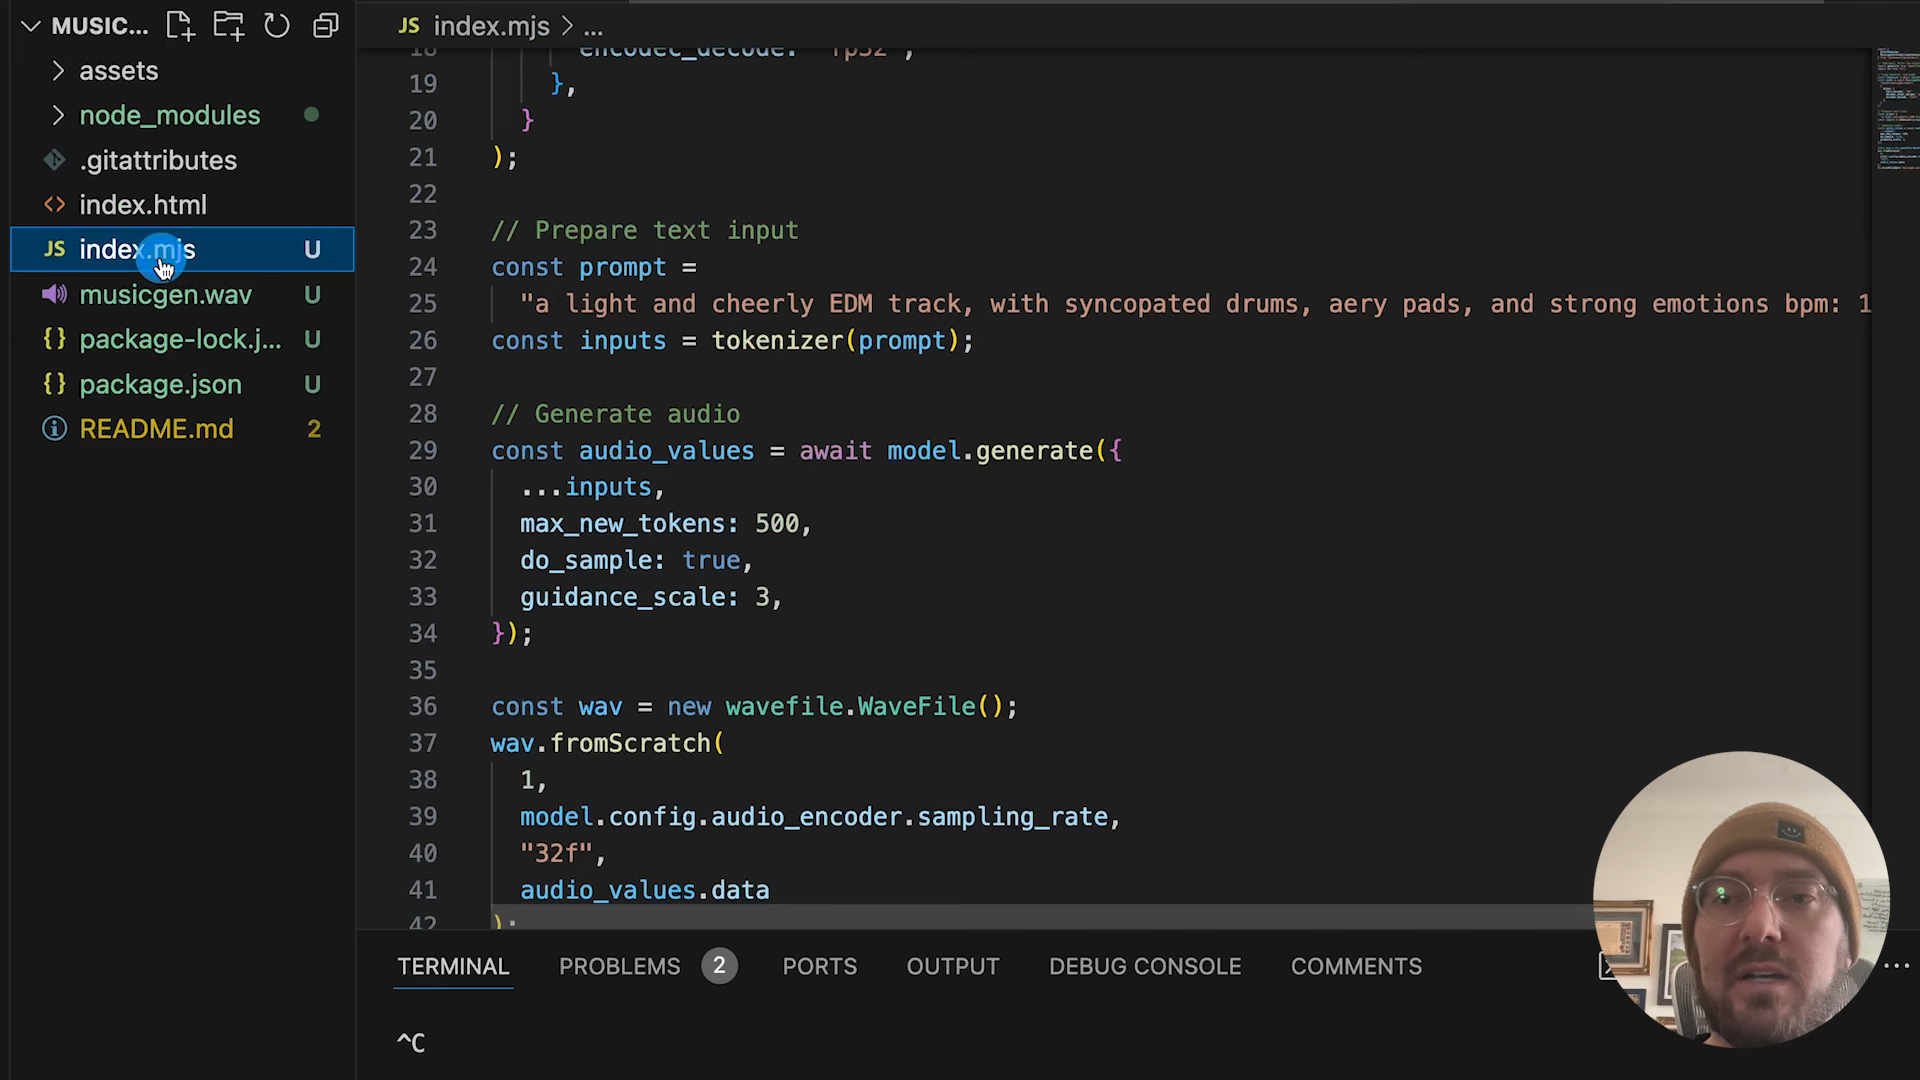 MUSIC...
assets
node_modules
.gitattributes
<> index.html
JS index.mjs U
musicgen.wav U
{} package-lock.j... U
{} package.json U
README.md 2
JS index.mjs > ...
18 encodec_decode: "fp32",
19 },
20 }
21 );
22
23 // Prepare text input
24 const prompt =
25 "a light and cheerly EDM track, with syncopated drums, aery pads, and strong emotions bpm: 1
26 const inputs = tokenizer(prompt);
27
28 // Generate audio
29 const audio_values = await model.generate({
30 ...inputs,
31 max_new_tokens: 500,
32 do_sample: true,
33 guidance_scale: 3,
34 });
35
36 const wav = new wavefile.WaveFile();
37 wav.fromScratch(
38 1,
39 model.config.audio_encoder.sampling_rate,
40 "32f",
41 audio_values.data
42 );
TERMINAL PROBLEMS 2 PORTS OUTPUT DEBUG CONSOLE COMMENTS ...
^C